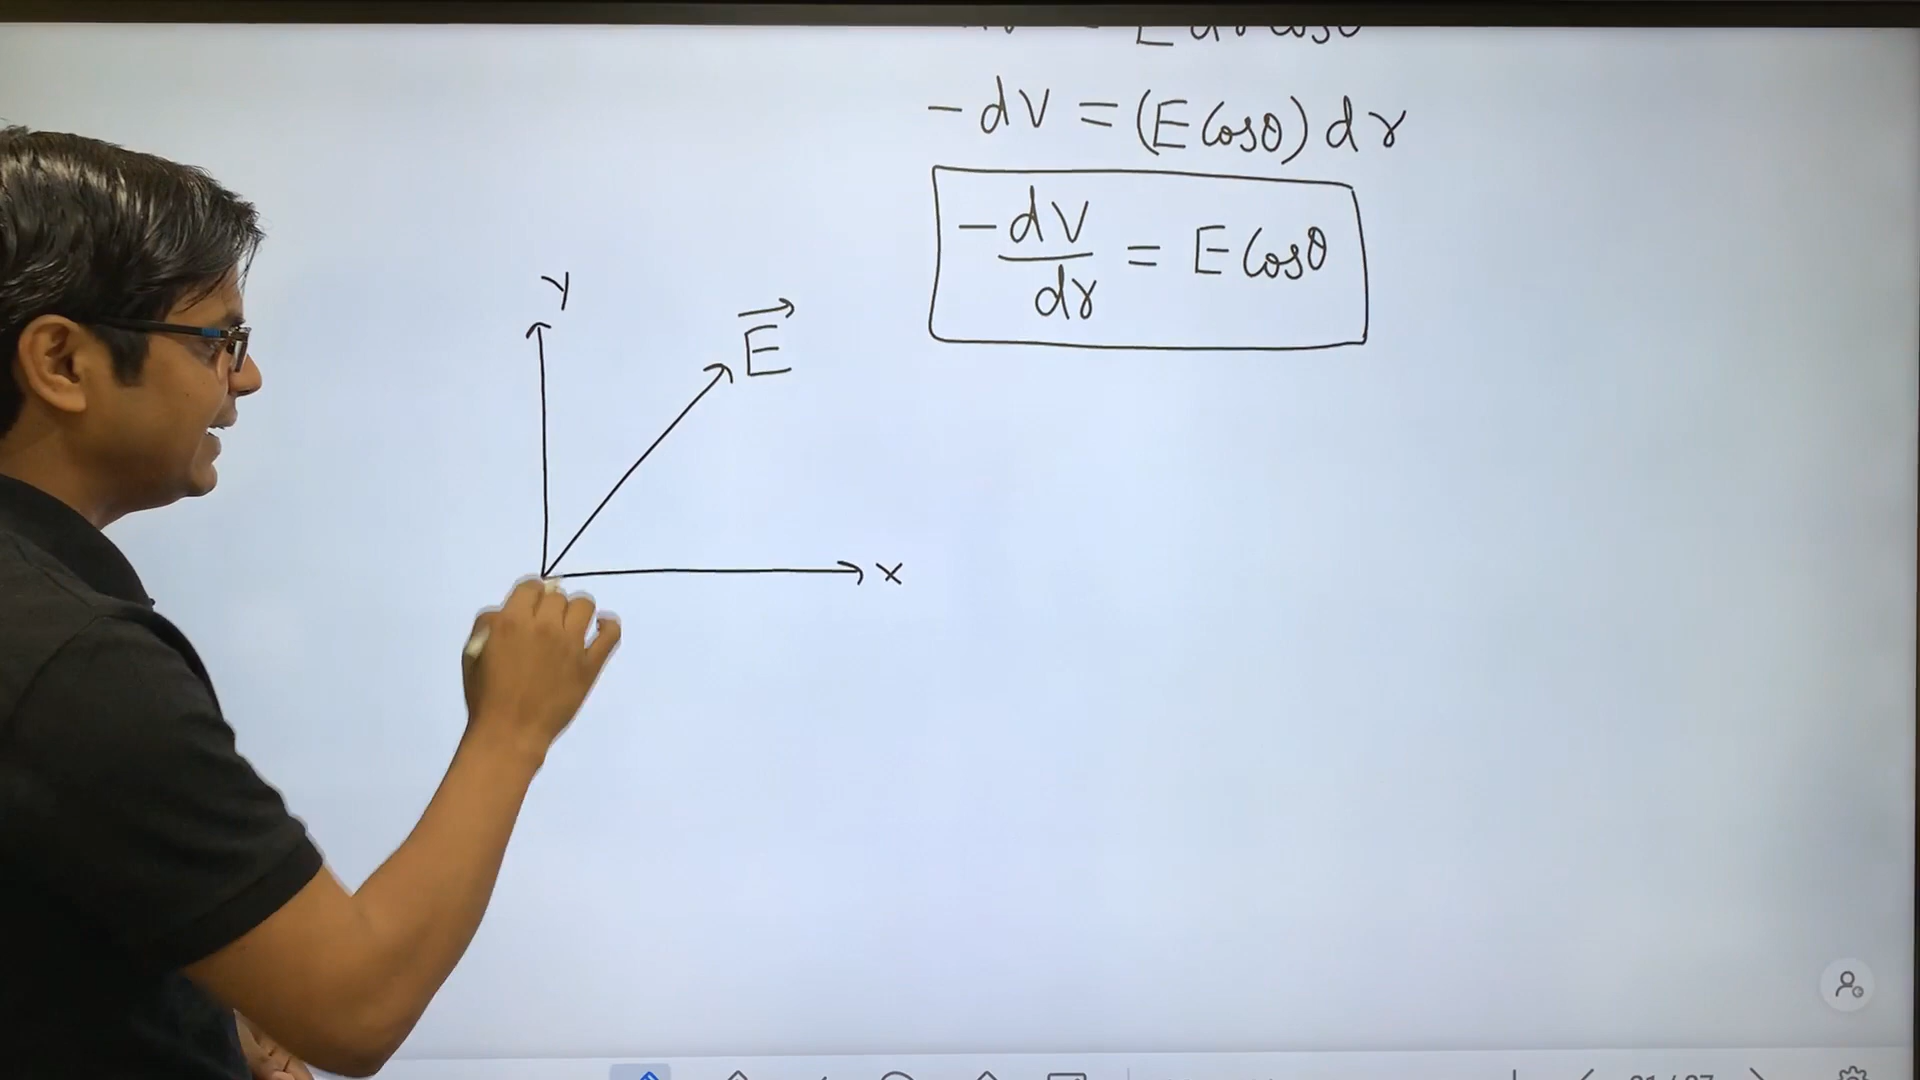 -dV = (E Cosθ) dr
-dV/dr = E Cosθ
y
E⃗
x